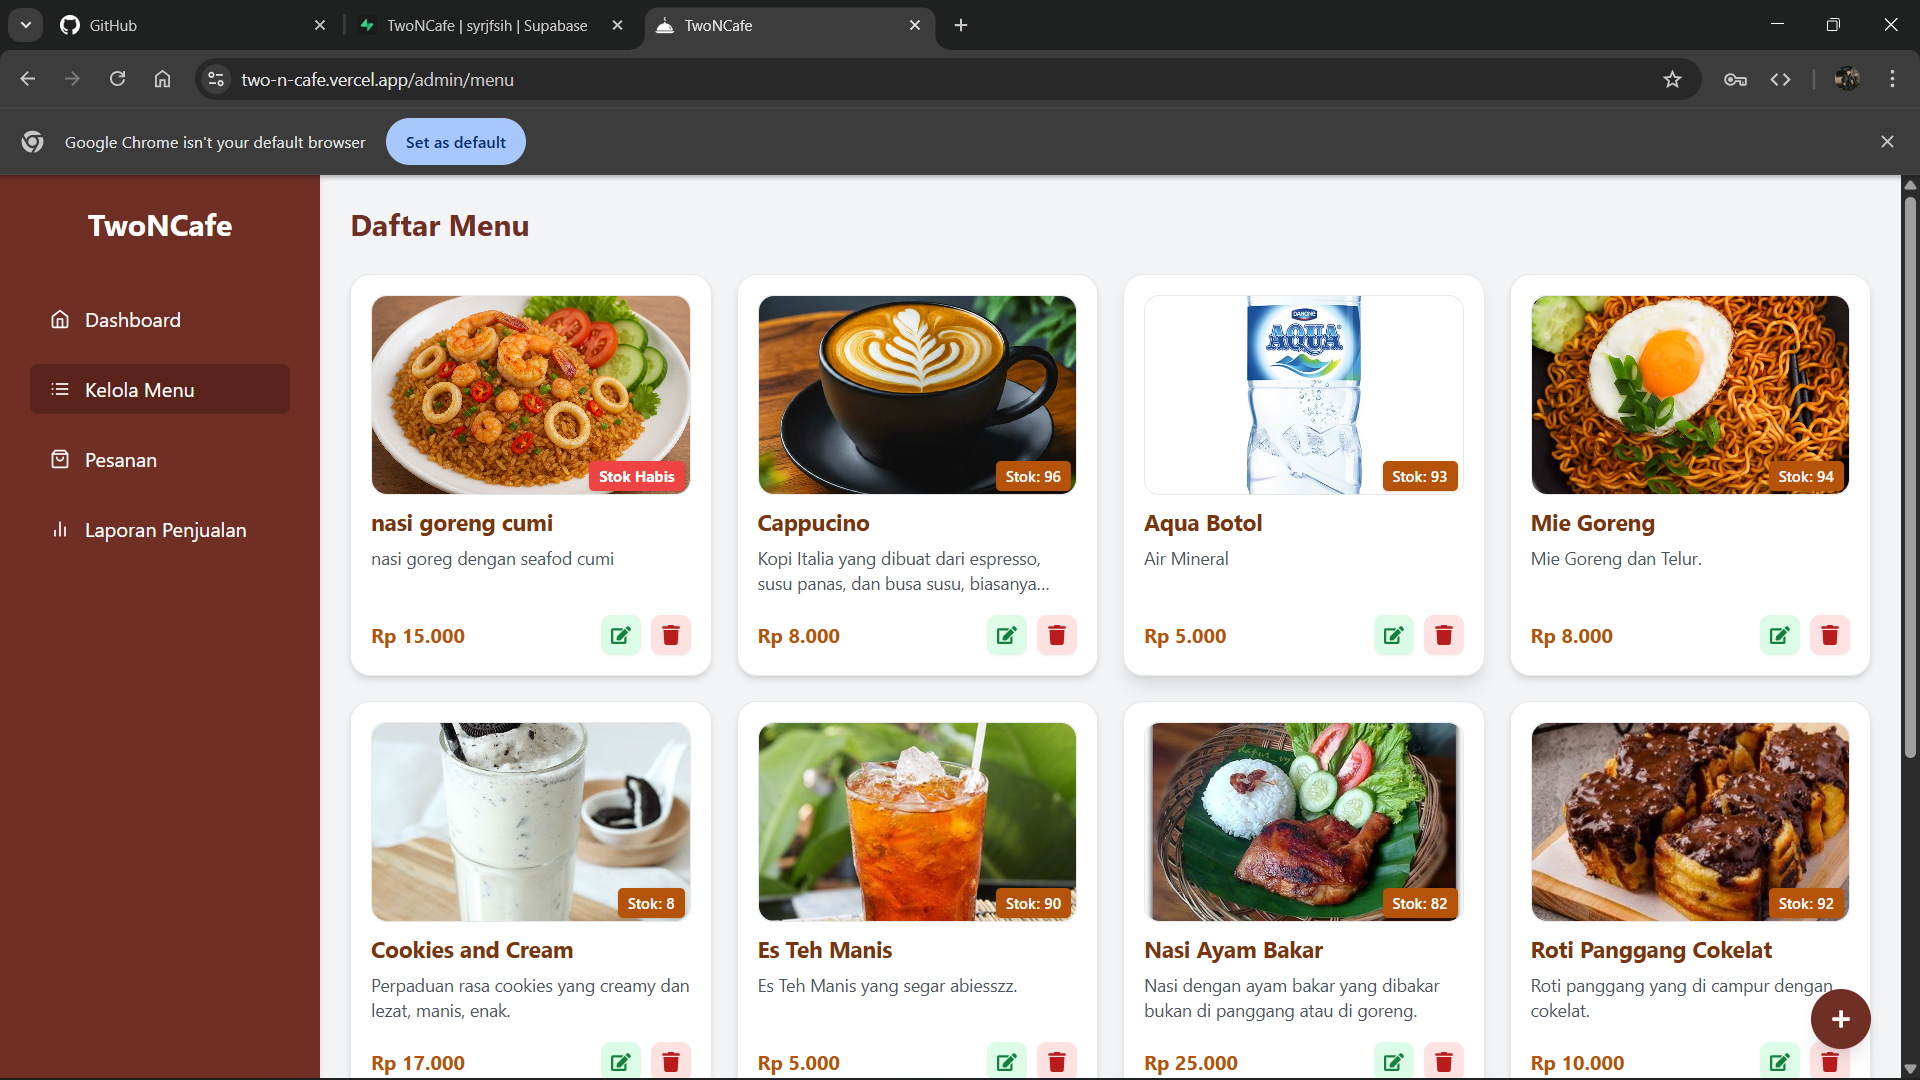 GitHub
TwoNCafe | syrjfsih | Supabase
TwoNCafe
two-n-cafe.vercel.app/admin/menu
Google Chrome isn't your default browser
Set as default
TwoNCafe
Dashboard
Kelola Menu
Pesanan
Laporan Penjualan
Daftar Menu
Stok Habis
nasi goreng cumi
nasi goreg dengan seafod cumi
Rp 15.000
Stok: 96
Cappucino
Kopi Italia yang dibuat dari espresso,
susu panas, dan busa susu, biasanya...
Rp 8.000
DANONE
AQUA
Stok: 93
Aqua Botol
Air Mineral
Rp 5.000
Stok: 94
Mie Goreng
Mie Goreng dan Telur.
Rp 8.000
Stok: 8
Cookies and Cream
Perpaduan rasa cookies yang creamy dan
lezat, manis, enak.
Rp 17.000
Stok: 90
Es Teh Manis
Es Teh Manis yang segar abiesszz.
Rp 5.000
Stok: 82
Nasi Ayam Bakar
Nasi dengan ayam bakar yang dibakar
bukan di panggang atau di goreng.
Rp 25.000
Stok: 92
Roti Panggang Cokelat
Roti panggang yang di campur dengan
cokelat.
Rp 10.000